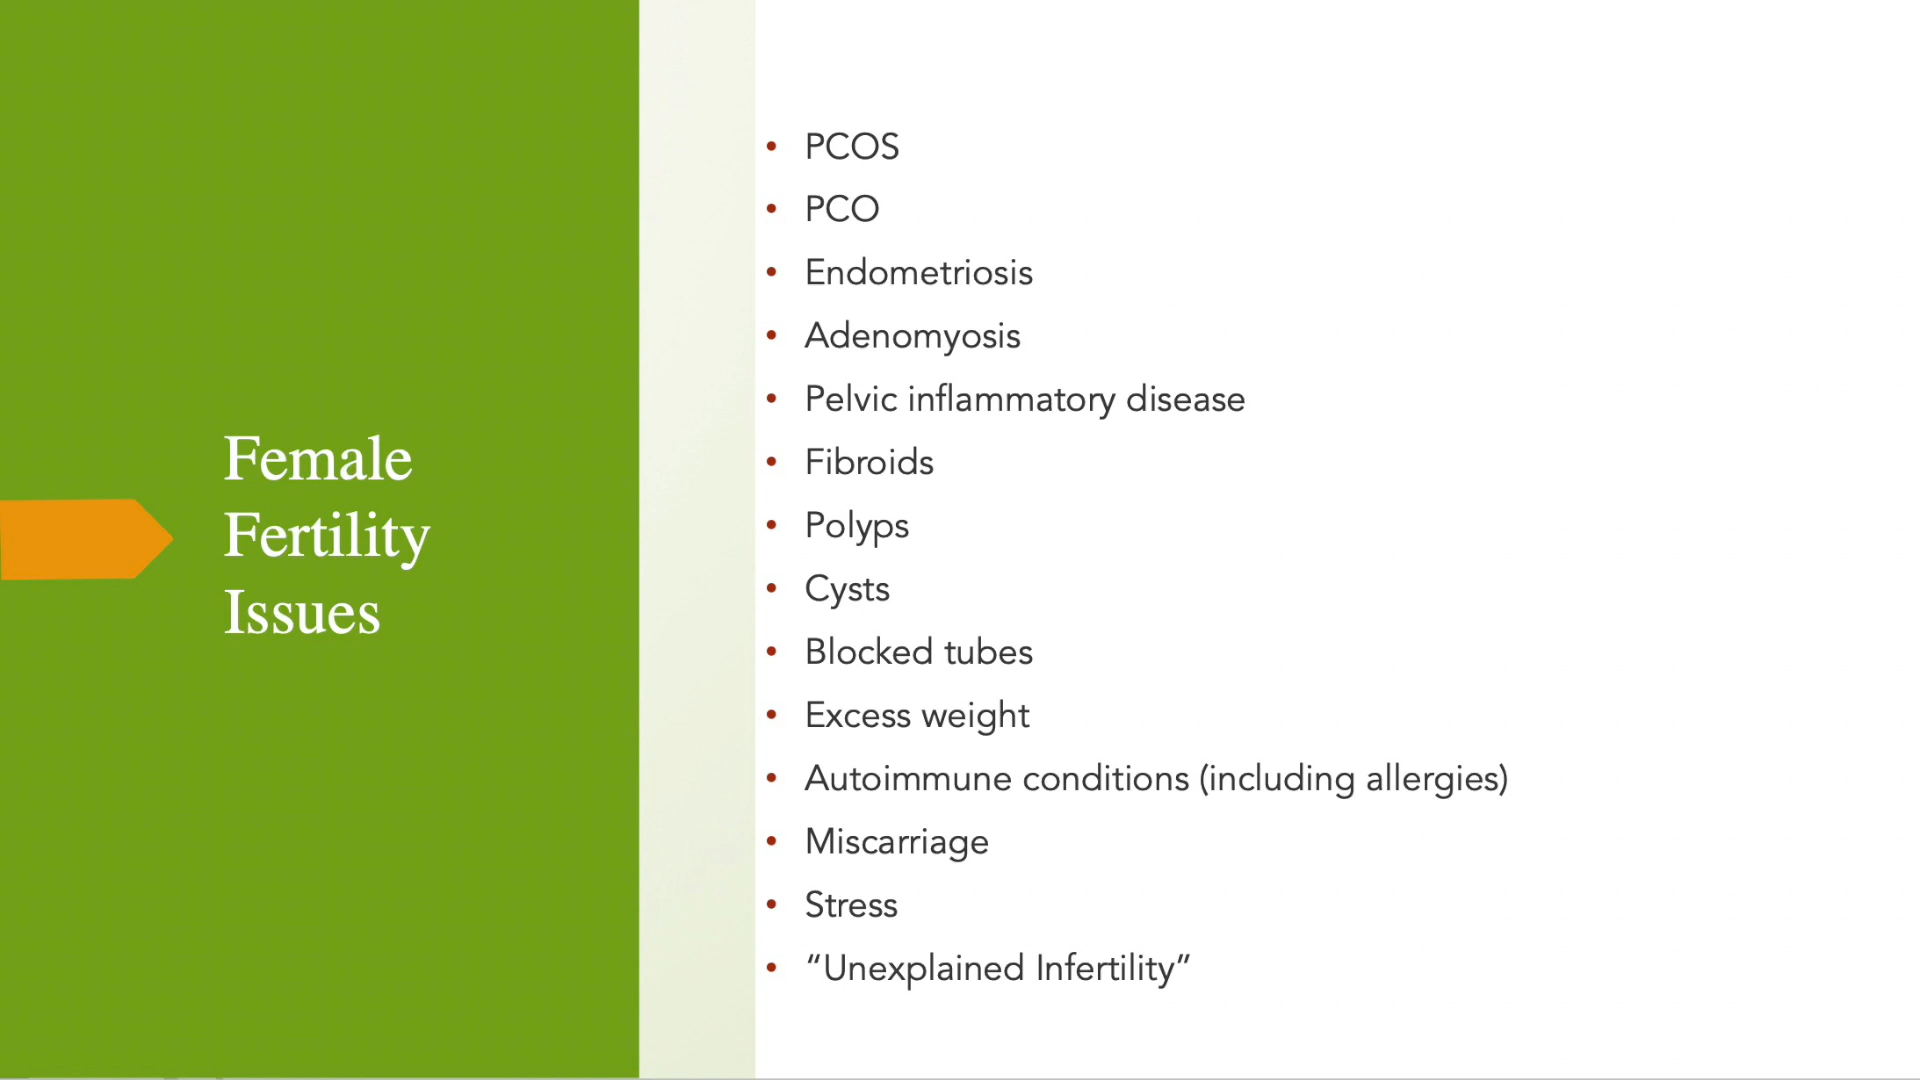 Female
Fertility
Issues
• PCOS
• PCO
• Endometriosis
• Adenomyosis
• Pelvic inflammatory disease
• Fibroids
• Polyps
• Cysts
• Blocked tubes
• Excess weight
• Autoimmune conditions (including allergies)
• Miscarriage
• Stress
• “Unexplained Infertility”